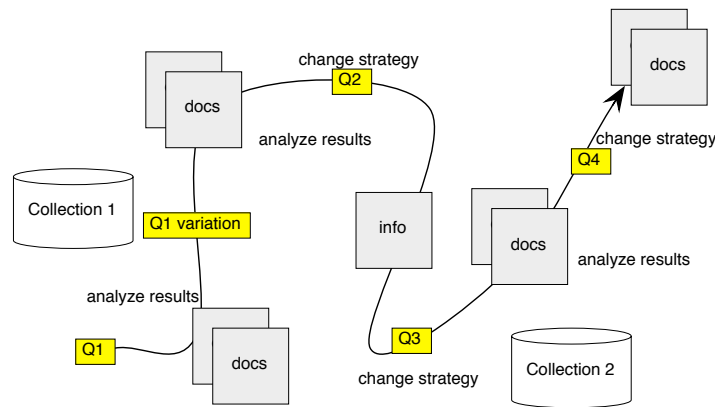 change strategy
Q2
docs
docs
analyze results
change strategy
Q4
Collection 1
Q1 variation
info
docs
analyze results
analyze results
Q1
docs
Q3
change strategy
Collection 2